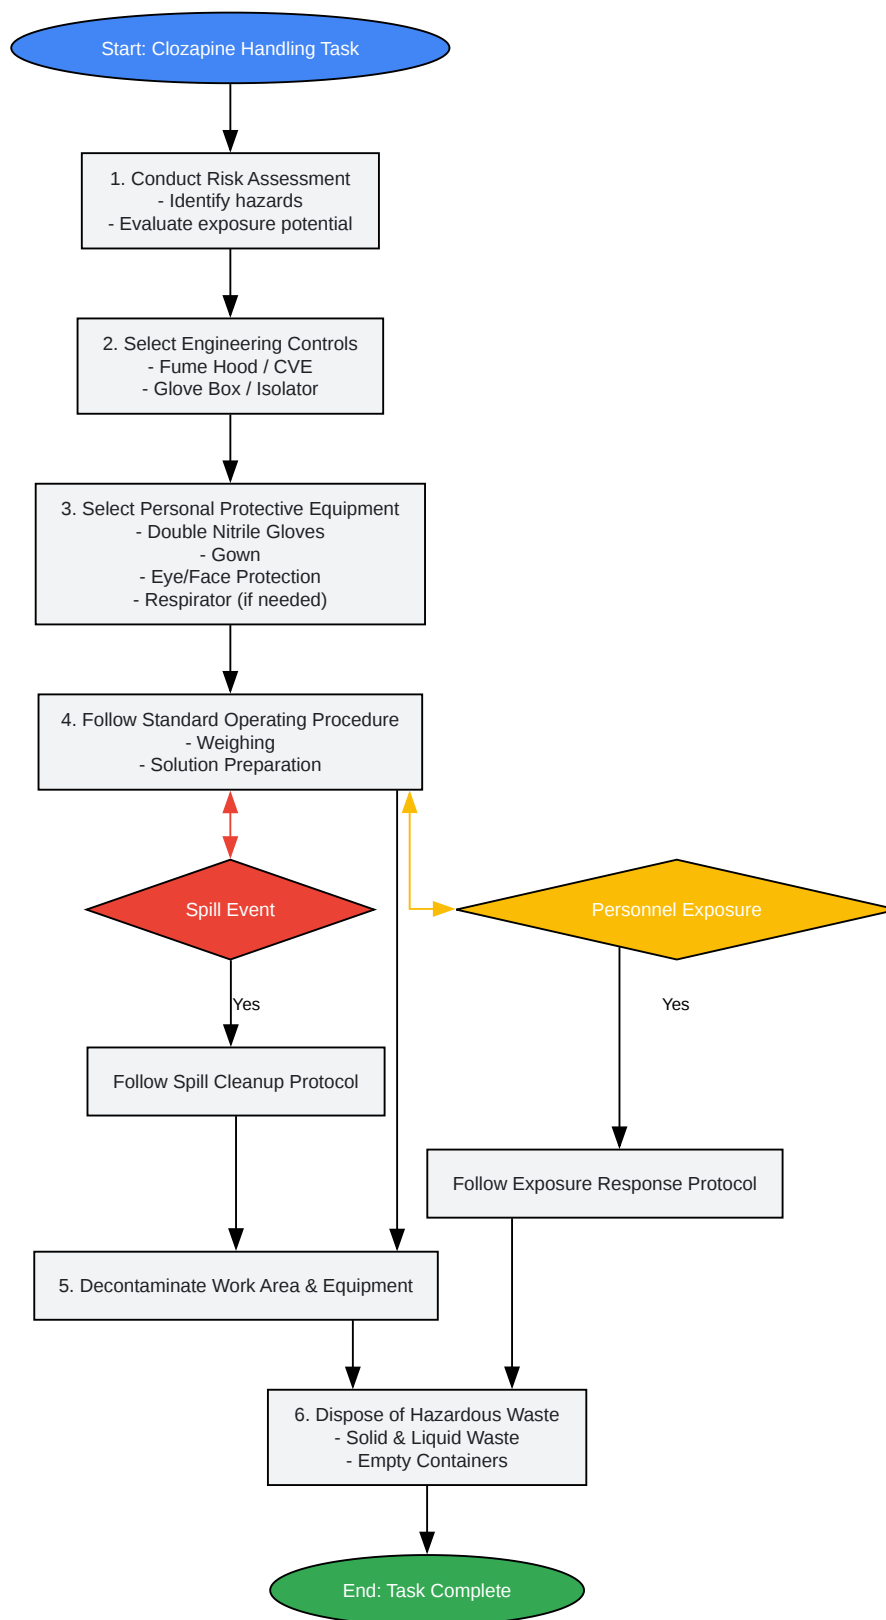 Start: Clozapine Handling Task
1. Conduct Risk Assessment
- Identify hazards
- Evaluate exposure potential
2. Select Engineering Controls
- Fume Hood / CVE
- Glove Box / Isolator
3. Select Personal Protective Equipment
- Double Nitrile Gloves
- Gown
- Eye/Face Protection
- Respirator (if needed)
4. Follow Standard Operating Procedure
- Weighing
- Solution Preparation
Spill Event
Personnel Exposure
Yes
Yes
Follow Spill Cleanup Protocol
Follow Exposure Response Protocol
5. Decontaminate Work Area & Equipment
6. Dispose of Hazardous Waste
- Solid & Liquid Waste
- Empty Containers
End: Task Complete